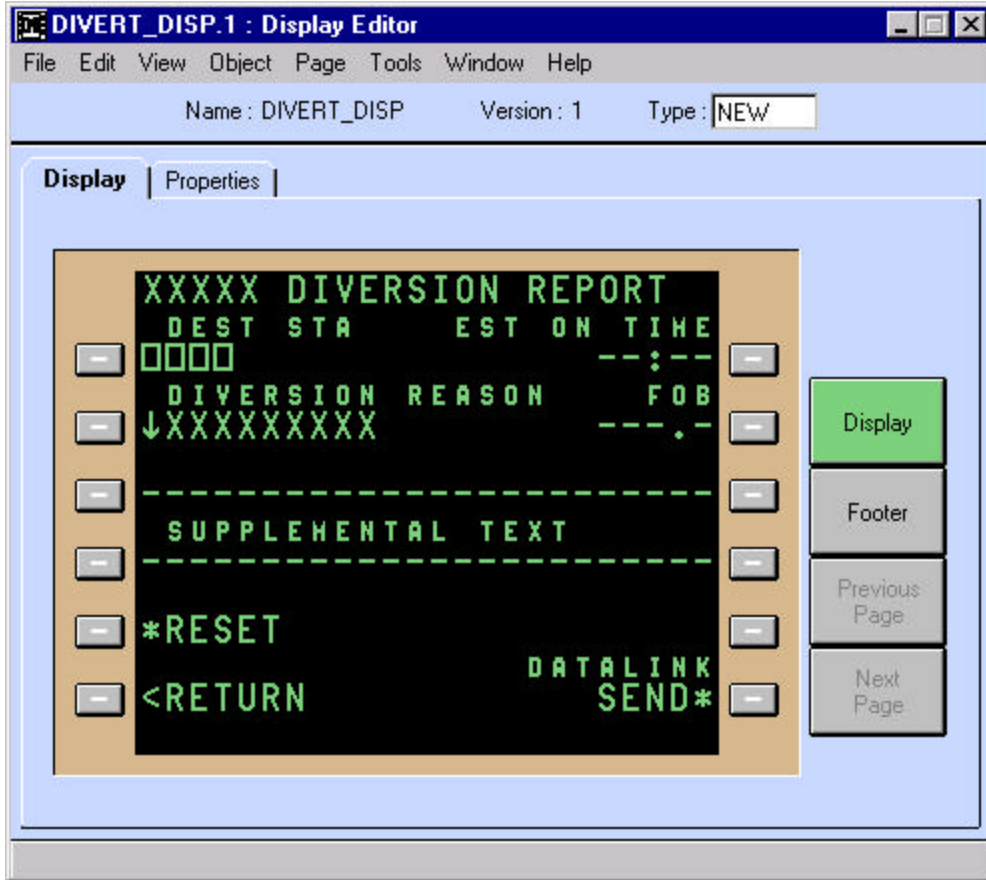 DIVERT_DISP.1 : Display Editor
File Edit View Object Page Tools Window Help
Name : DIVERT_DISP Version : 1 Type : NEW
Display Properties
XXXXX DIVERSION REPORT
DEST STA EST ON TIME
□□□□ --:--
DIVERSION REASON FOB
↓XXXXXXXXX ---.-
------------------------
SUPPLEMENTAL TEXT
------------------------
*RESET
DATALINK
<RETURN SEND*
Display
Footer
Previous
Page
Next
Page